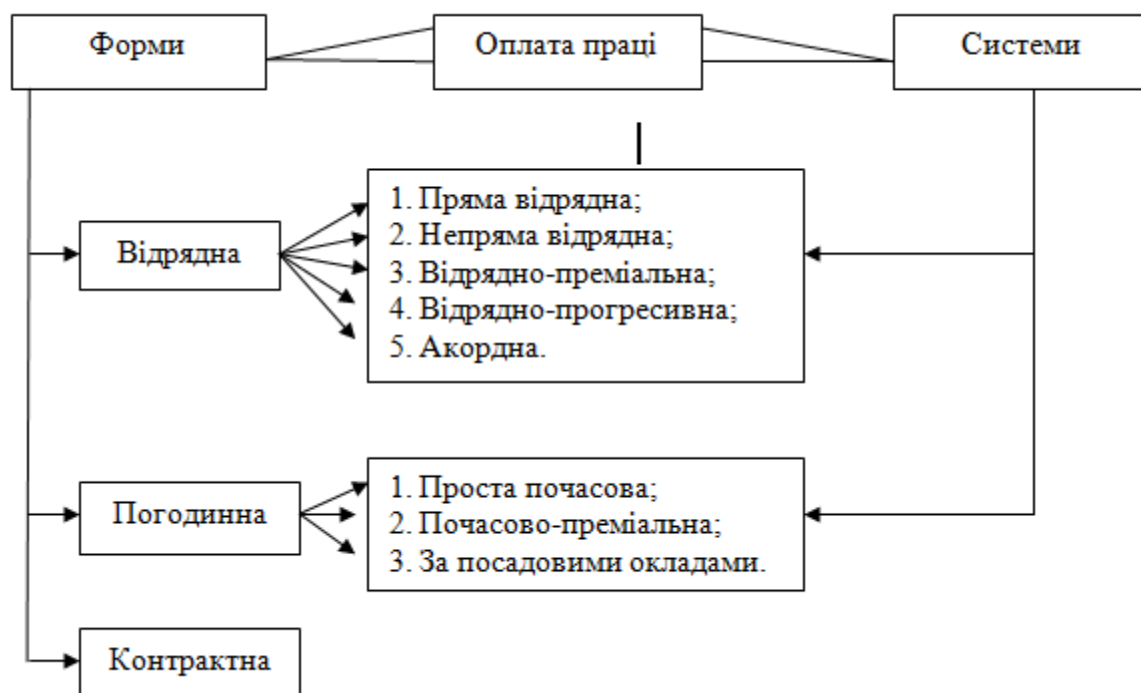 Форми
Оплата праці
Системи
Відрядна
1. Пряма відрядна;
2. Непряма відрядна;
3. Відрядно-преміальна;
4. Відрядно-прогресивна;
5. Акордна.
Погодинна
1. Проста почасова;
2. Почасово-преміальна;
3. За посадовими окладами.
Контрактна